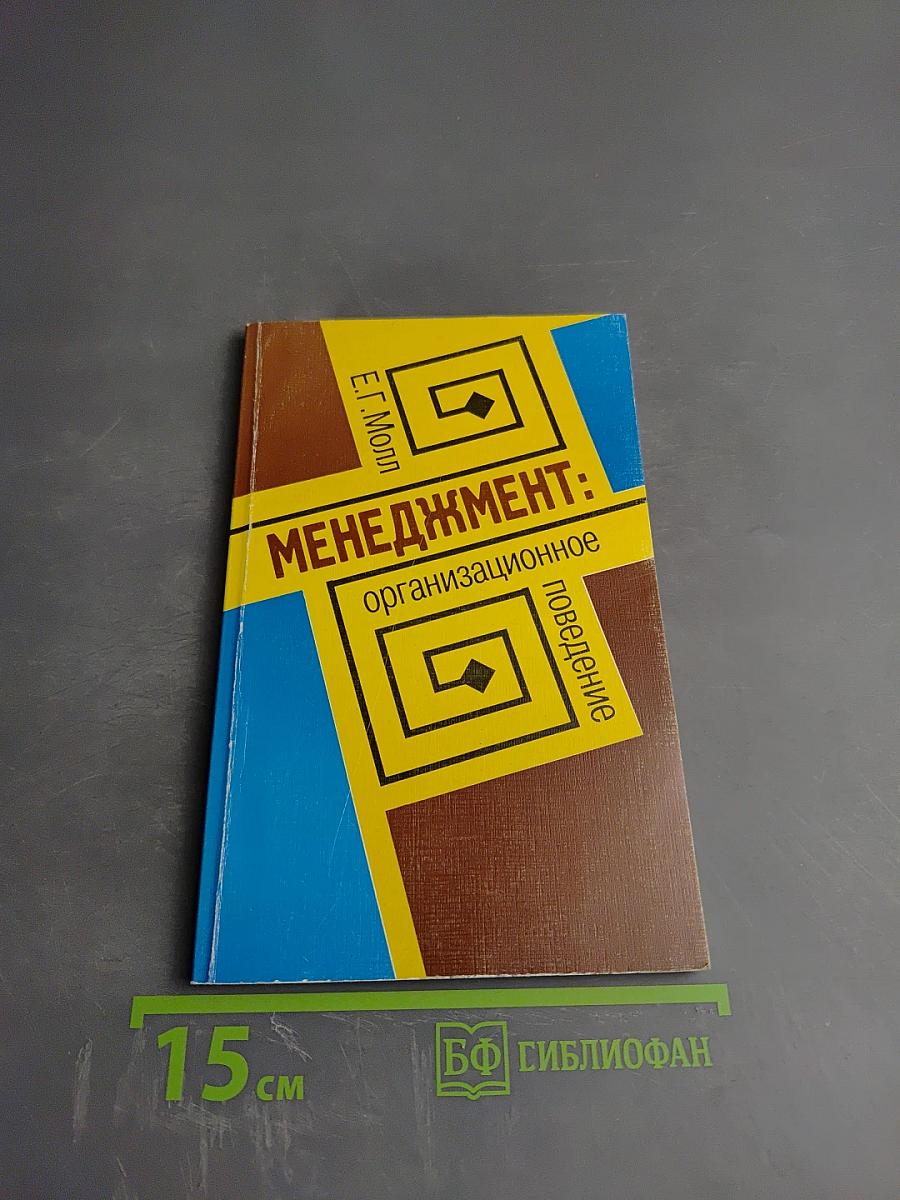 Е.Г.Молл
МЕНЕДЖМЕНТ:
организационное
поведение
15 см
БФ БИБЛИОФАН